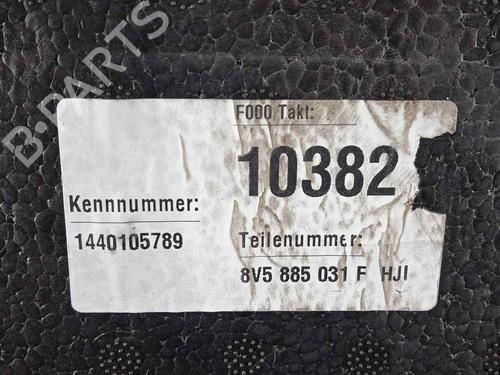 B-PARTS
F000 Takt:
10382
Kennnummer:
1440105789
Teilenummer:
8V5 885 031 F HJI